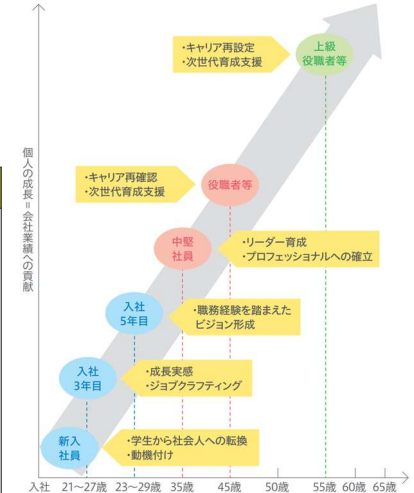 ・キャリア再設定
・次世代育成支援
上級
役職者等
個人の成長=会社業績への貢献
・キャリア再確認
・次世代育成支援
役職者等
中堅
社員
・リーダー育成
・プロフェッショナルへの確立
入社
5年目
・職務経験を踏まえた
ビジョン形成
入社
3年目
・成長実感
・ジョブクラフティング
新入
社員
・学生から社会人への転換
・動機付け
入社 21〜27歳 23〜29歳 35歳 45歳 50歳 55歳 60歳 65歳